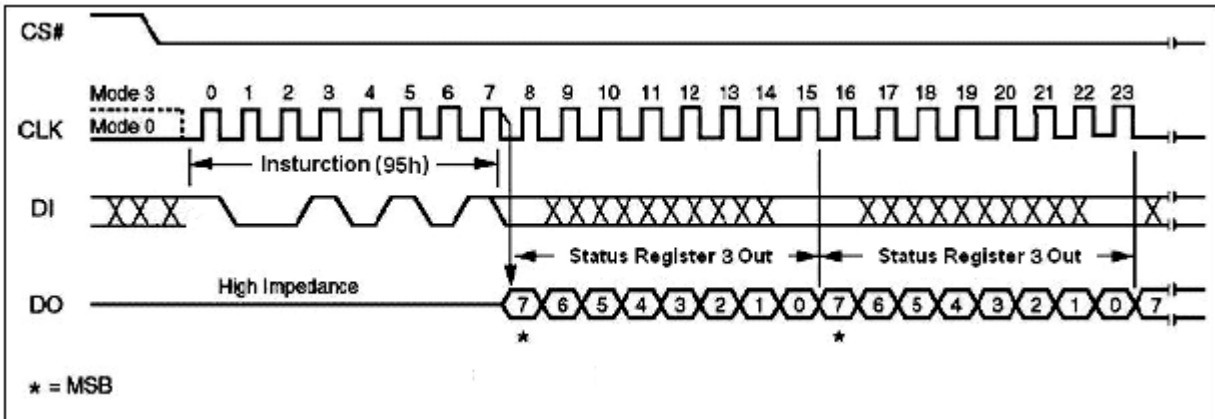 CS#
Mode 3 0 1 2 3 4 5 6 7 8 9 10 11 12 13 14 15 16 17 18 19 20 21 22 23
CLK Mode 0
Insturction (95h)
DI
Status Register 3 Out Status Register 3 Out
High Impedance
DO 7 6 5 4 3 2 1 0 7 6 5 4 3 2 1 0 7
* *
* = MSB